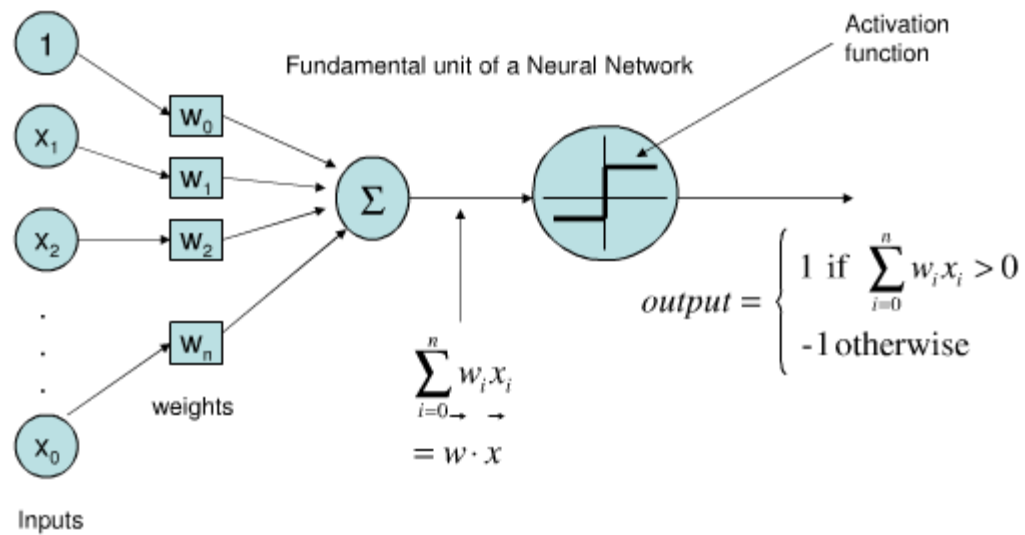 Activation
function
Fundamental unit of a Neural Network
1
x₁
x₂
.
.
.
x₀
Inputs
w₀
w₁
w₂
wₙ
weights
Σ
n
∑ wᵢxᵢ
i=0
= w⃗ · x⃗
output = { 1 if ∑ⁿᵢ₌₀ wᵢxᵢ > 0
-1 otherwise